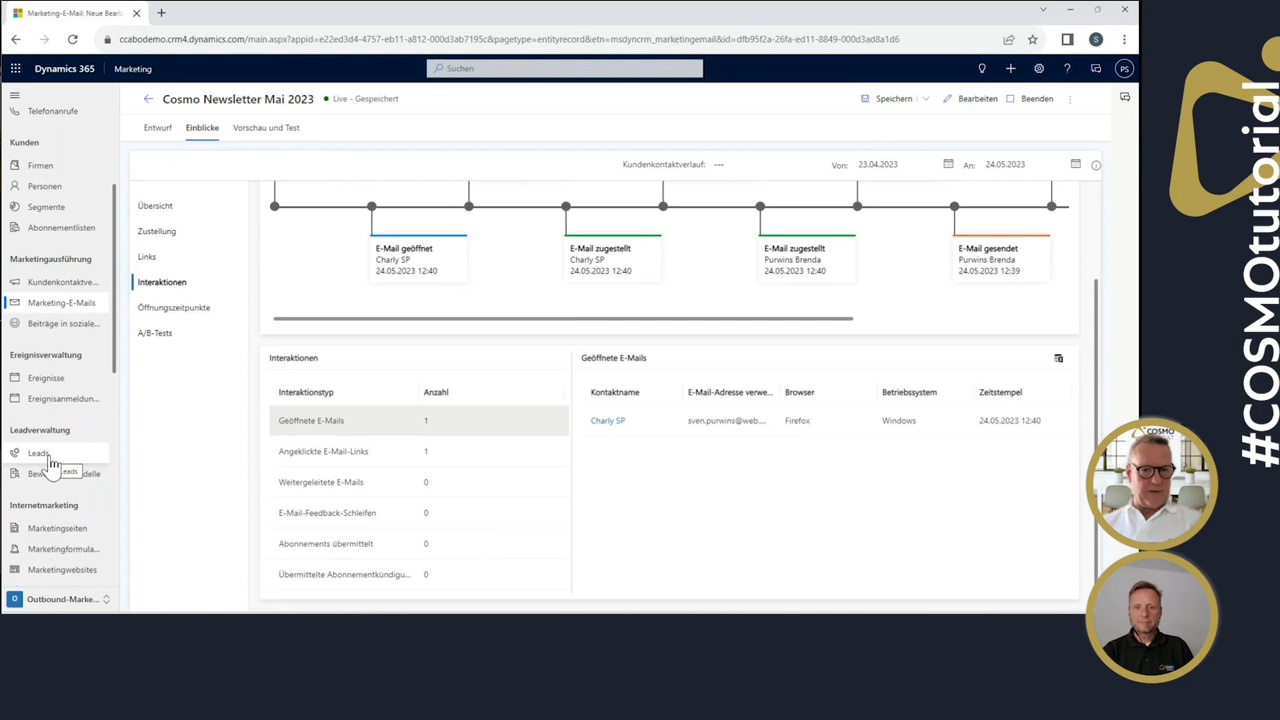 Marketing-E-Mail: Neue Bearb
ccabodemo.crm4.dynamics.com/main.aspx?appid=e22ed3d4-4757-eb11-a812-000d3ab7195c&pagetype=entityrecord&etn=msdyncrm_marketingemail&id=dfb95f2a-26fa-ed11-8849-000d3ad8a1d6
S
Dynamics 365
Marketing
Suchen
PS
Telefonanrufe
Kunden
Firmen
Personen
Segmente
Abonnementlisten
Marketingausführung
Kundenkontaktve...
Marketing-E-Mails
Beiträge in soziale...
Ereignisverwaltung
Ereignisse
Ereignisanmeldun...
Leadverwaltung
Leads
Leads
Internetmarketing
Marketingseiten
Marketingformula...
Marketingwebsites
O Outbound-Marke...
Cosmo Newsletter Mai 2023
Live - Gespeichert
Speichern
Bearbeiten
Beenden
Entwurf
Einblicke
Vorschau und Test
Kundenkontaktverlauf: ---
Von: 23.04.2023
An: 24.05.2023
Übersicht
Zustellung
Links
Interaktionen
Öffnungszeitpunkte
A/B-Tests
E-Mail geöffnet
Charly SP
24.05.2023 12:40
E-Mail zugestellt
Charly SP
24.05.2023 12:40
E-Mail zugestellt
Purwins Brenda
24.05.2023 12:40
E-Mail gesendet
Purwins Brenda
24.05.2023 12:39
Interaktionen
Interaktionstyp Anzahl
Geöffnete E-Mails 1
Angeklickte E-Mail-Links 1
Weitergeleitete E-Mails 0
E-Mail-Feedback-Schleifen 0
Abonnements übermittelt 0
Übermittelte Abonnementkündigu... 0
Geöffnete E-Mails
Kontaktname E-Mail-Adresse verwe... Browser Betriebssystem Zeitstempel
Charly SP sven.purwins@web.... Firefox Windows 24.05.2023 12:40
#COSMOtutorial
COSMO